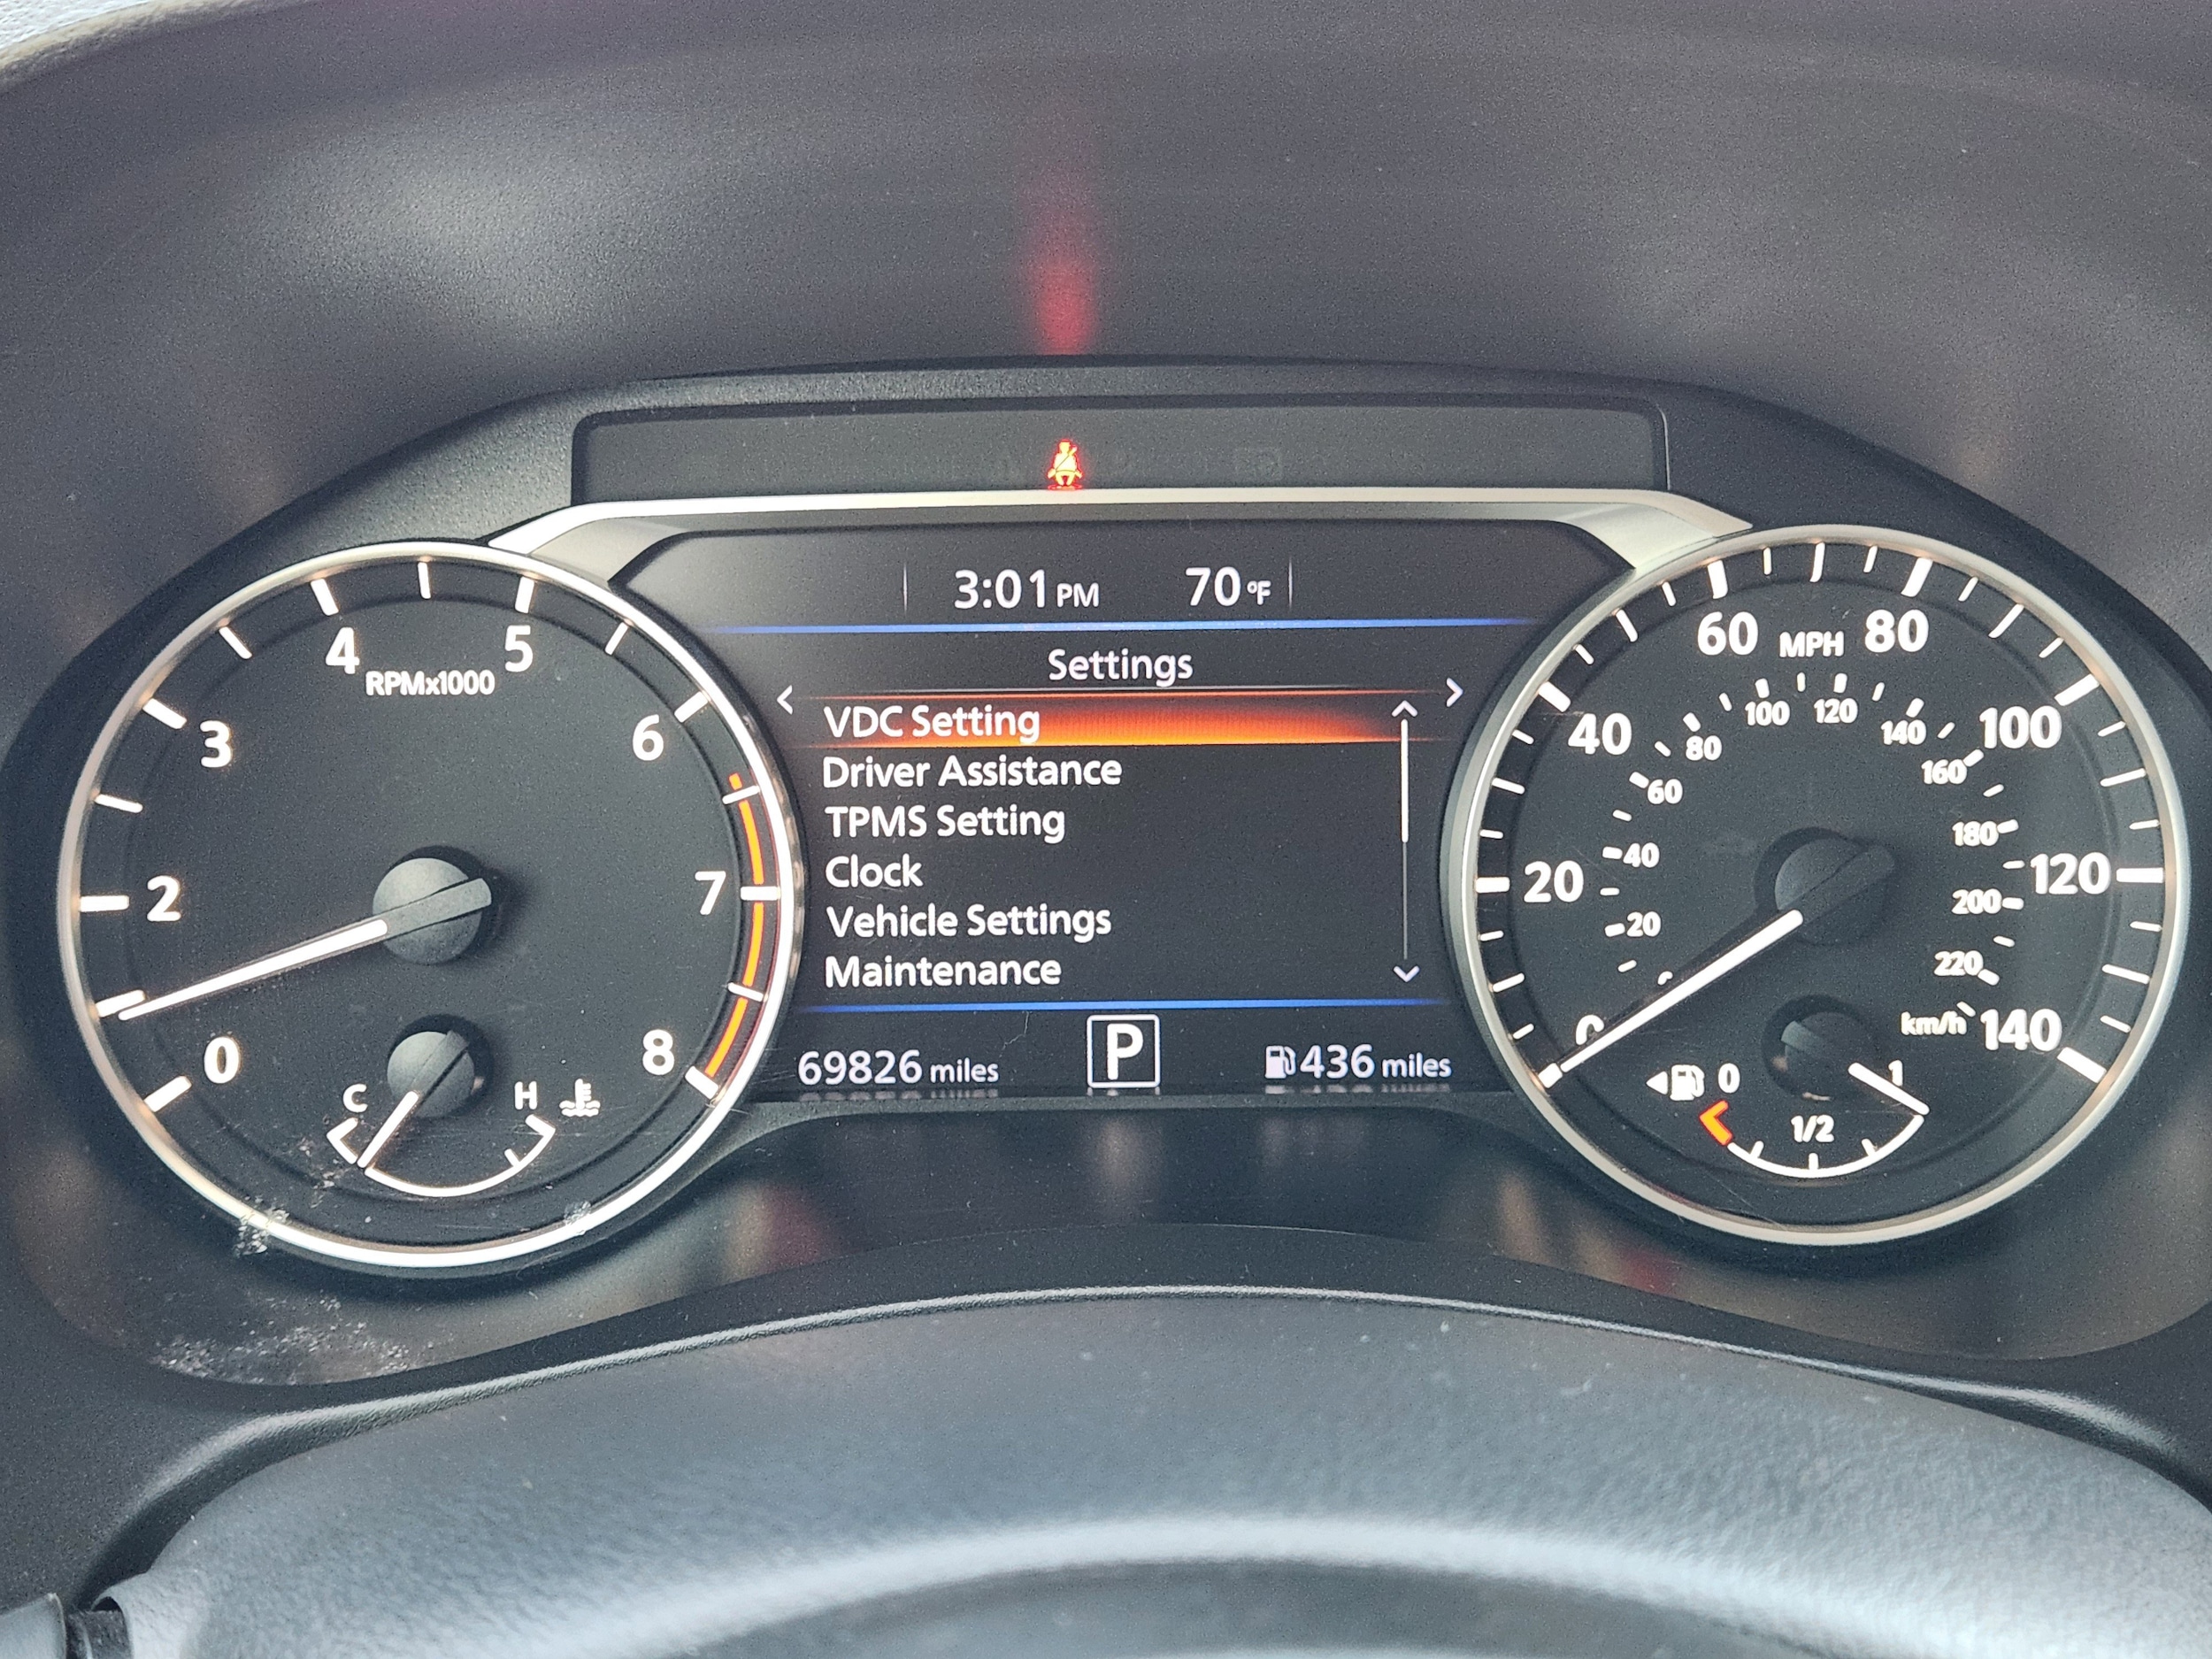 3:01 PM 70 °F
Settings
VDC Setting
Driver Assistance
TPMS Setting
Clock
Vehicle Settings
Maintenance
69826 miles P 436 miles
0
2
3
4
5
6
7
8
RPMx1000
C H
0
20
40
60
MPH
80
100
120
140
20
40
60
80
100
120
140
160
180
200
220
km/h
0 1/2 1